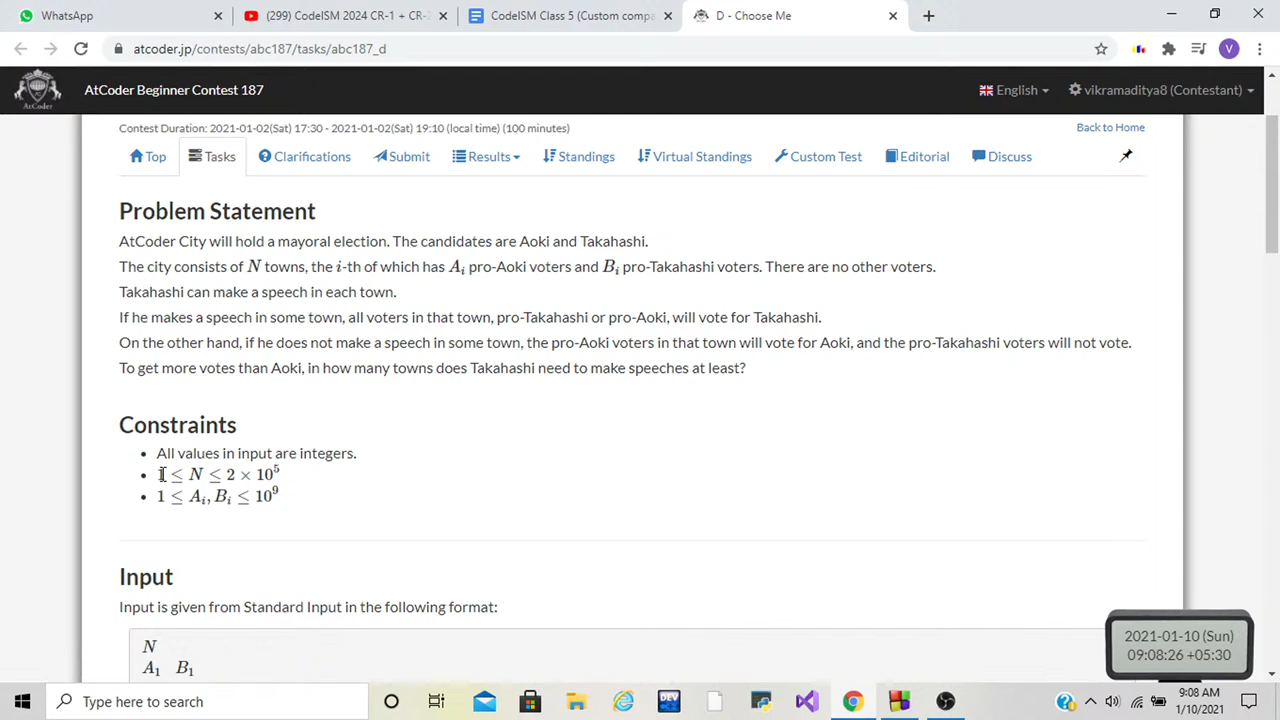 WhatsApp
(299) CodeISM 2024 CR-1 + CR-2
CodeISM Class 5 (Custom compa
D - Choose Me
atcoder.jp/contests/abc187/tasks/abc187_d
V
AtCoder
AtCoder Beginner Contest 187
English
vikramaditya8 (Contestant)
Contest Duration: 2021-01-02(Sat) 17:30 - 2021-01-02(Sat) 19:10 (local time) (100 minutes)
Back to Home
Top
Tasks
Clarifications
Submit
Results
Standings
Virtual Standings
Custom Test
Editorial
Discuss
Problem Statement
AtCoder City will hold a mayoral election. The candidates are Aoki and Takahashi.
The city consists of N towns, the i-th of which has A_i pro-Aoki voters and B_i pro-Takahashi voters. There are no other voters.
Takahashi can make a speech in each town.
If he makes a speech in some town, all voters in that town, pro-Takahashi or pro-Aoki, will vote for Takahashi.
On the other hand, if he does not make a speech in some town, the pro-Aoki voters in that town will vote for Aoki, and the pro-Takahashi voters will not vote.
To get more votes than Aoki, in how many towns does Takahashi need to make speeches at least?
Constraints
• All values in input are integers.
• 1 ≤ N ≤ 2 × 10^5
• 1 ≤ A_i, B_i ≤ 10^9
Input
Input is given from Standard Input in the following format:
N
A_1 B_1
2021-01-10 (Sun)
09:08:26 +05:30
Type here to search
DEV
9:08 AM
1/10/2021